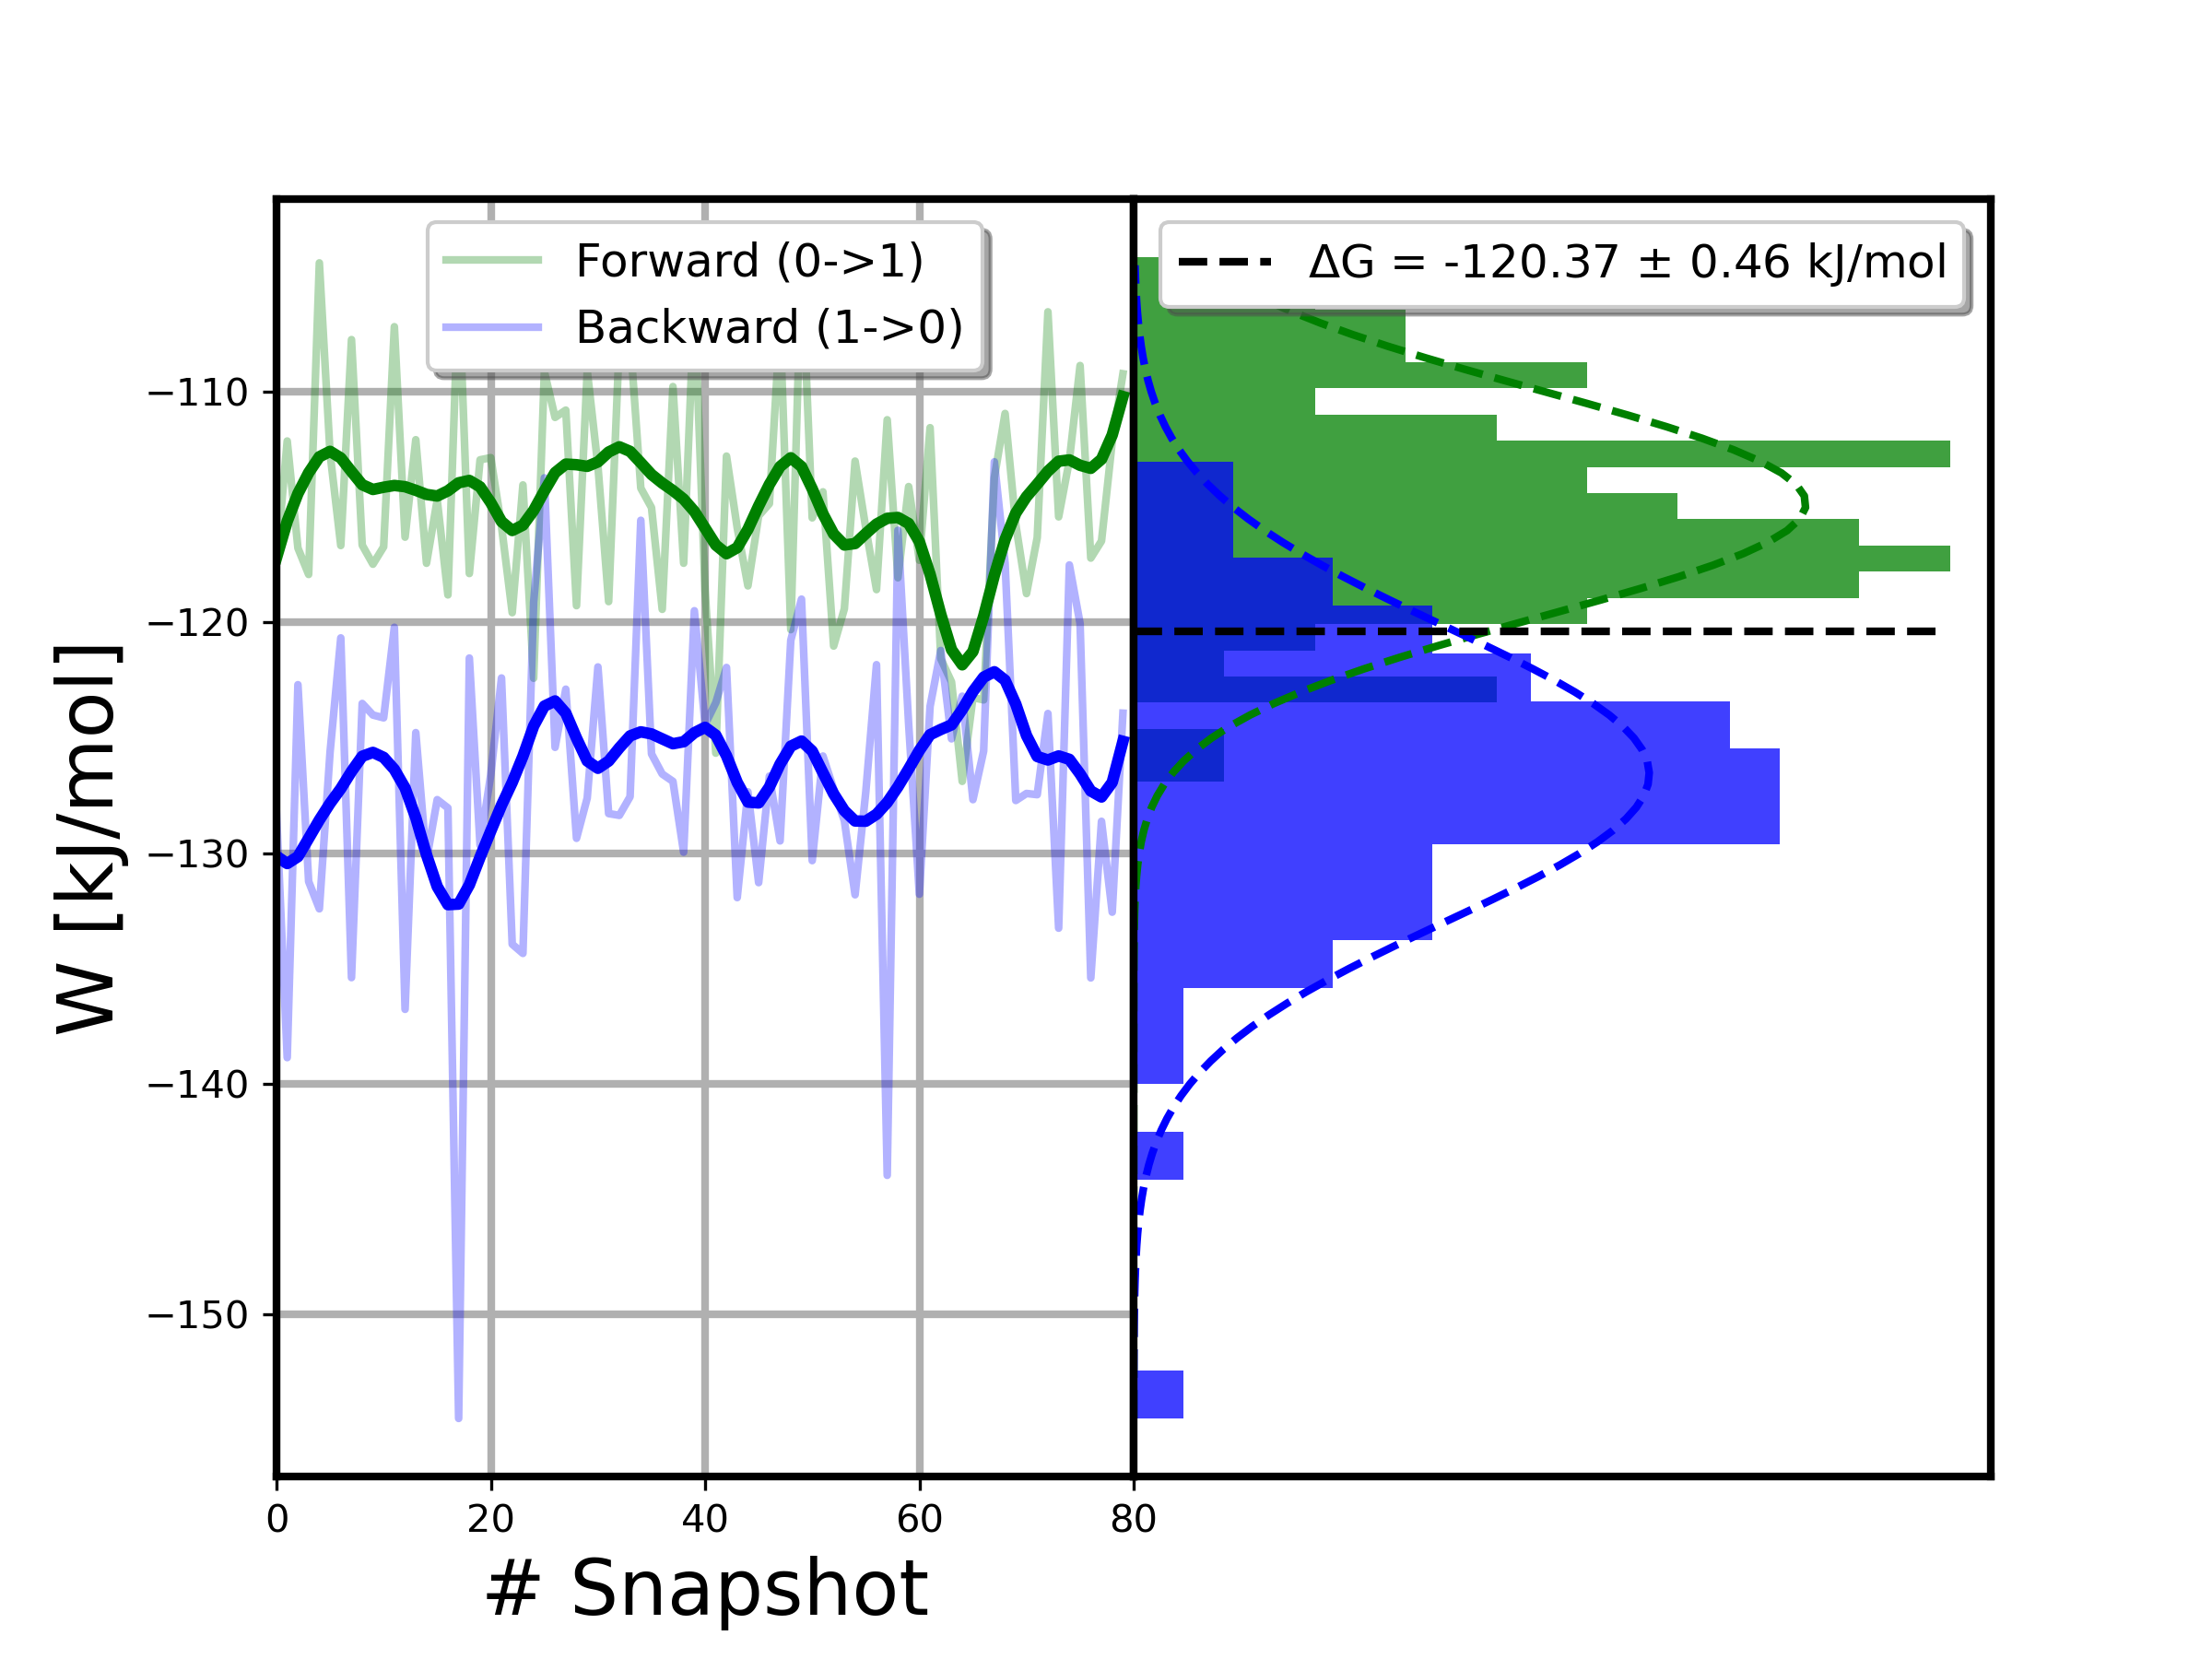 Forward (0->1)
Backward (1->0)
ΔG = -120.37 ± 0.46 kJ/mol
W [kJ/mol]
−110
−120
−130
−140
−150
0 20 40 60 80
# Snapshot